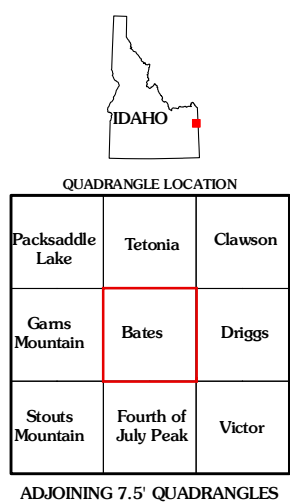 IDAHO
QUADRANGLE LOCATION
Packsaddle
Lake
Tetonia
Clawson
Garns
Mountain
Bates
Driggs
Stouts
Mountain
Fourth of
July Peak
Victor
ADJOINING 7.5' QUADRANGLES